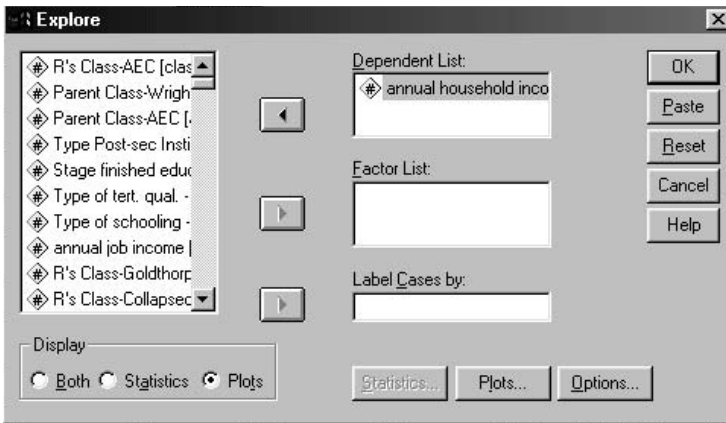 Explore
R's Class-AEC [clas
Parent Class-Wrigh
Parent Class-AEC [
Type Post-sec Insti
Stage finished educ
Type of tert. qual. -
Type of schooling -
annual job income [
R's Class-Goldthorp
R's Class-Collapsec
Display
Both Statistics Plots
Dependent List:
annual household inco
Factor List:
Label Cases by:
Statistics... Plots... Options...
OK
Paste
Reset
Cancel
Help